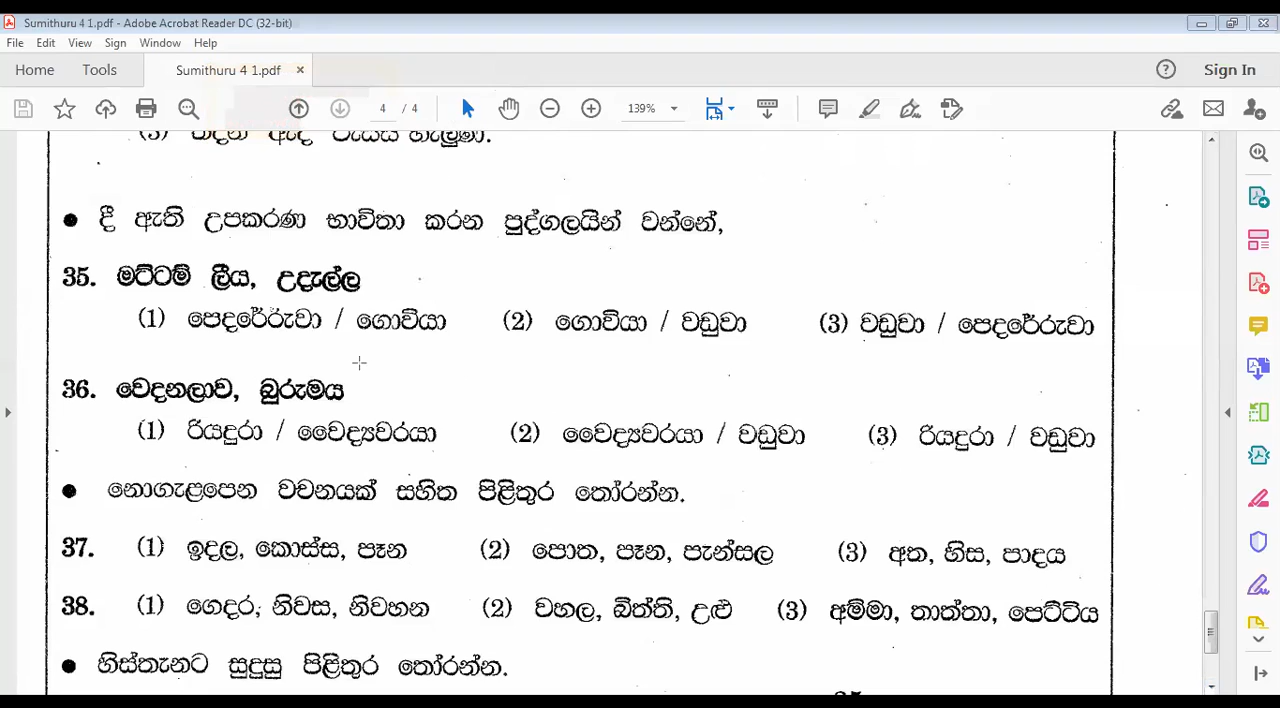 Sumithuru 4 1.pdf - Adobe Acrobat Reader DC (32-bit)
File Edit View Sign Window Help
Home Tools Sumithuru 4 1.pdf × Sign In
4 / 4 139%
● දී ඇති උපකරණ භාවිතා කරන පුද්ගලයින් වන්නේ,
35. මට්ටම් ලීය, උදැල්ල
(1) පෙදරේරුවා / ගොවියා (2) ගොවියා / වඩුවා (3) වඩුවා / පෙදරේරුවා
36. වෙදනලාව, බුරුමය
(1) රියදුරා / වෛද්‍යවරයා (2) වෛද්‍යවරයා / වඩුවා (3) රියදුරා / වඩුවා
● නොගැළපෙන වචනයක් සහිත පිළිතුර තෝරන්න.
37. (1) ඉදල, කොස්ස, පෑන (2) පොත, පෑන, පැන්සල (3) අත, හිස, පාදය
38. (1) ගෙදර, නිවස, නිවහන (2) වහල, බිත්ති, උළු (3) අම්මා, තාත්තා, පෙට්ටිය
● හිස්තැනට සුදුසු පිළිතුර තෝරන්න.